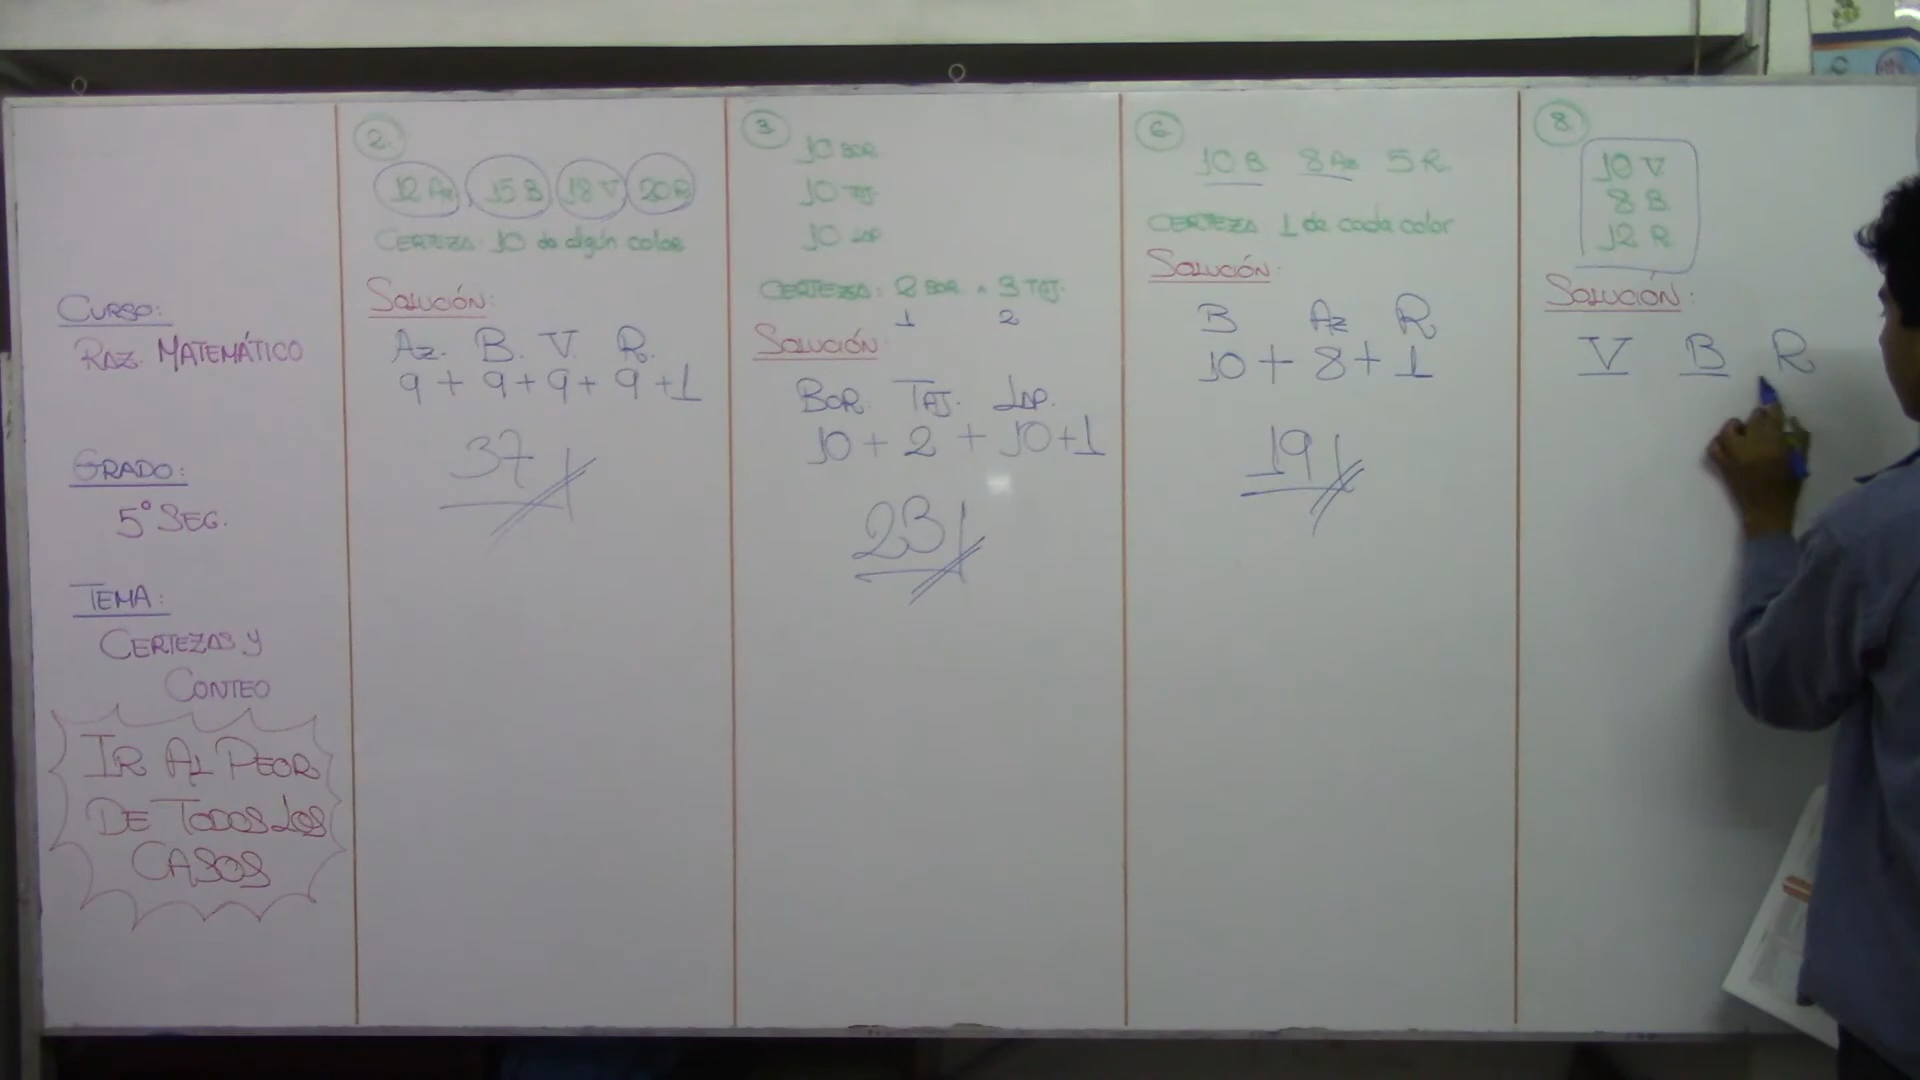 CURSO:
RAZ. MATEMÁTICO
GRADO:
5° SEG.
TEMA:
CERTEZAS Y
CONTEO
IR AL PEOR
DE TODOS LOS
CASOS
2.
12 Az 15 B 18 V 20 R
CERTEZA: 10 de algún color
SOLUCIÓN:
Az. B. V. R.
9 + 9 + 9 + 9 + 1
37
3.
10 BOR
10 TAJ.
10 LAP
CERTEZA: 2 BOR ^ 3 TAJ.
1 2
SOLUCIÓN:
BOR. TAJ. LAP.
10 + 2 + 10 + 1
23
6
10 B 8 Az 5 R
CERTEZA 1 de cada color
SOLUCIÓN:
B Az R
10 + 8 + 1
19
8.
10 V
8 B
12 R
SOLUCIÓN:
V B R